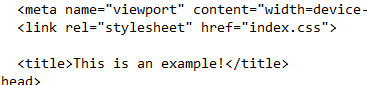 <meta name="viewport" content="width=device-
<link rel="stylesheet" href="index.css">
<title>This is an example!</title>
head>